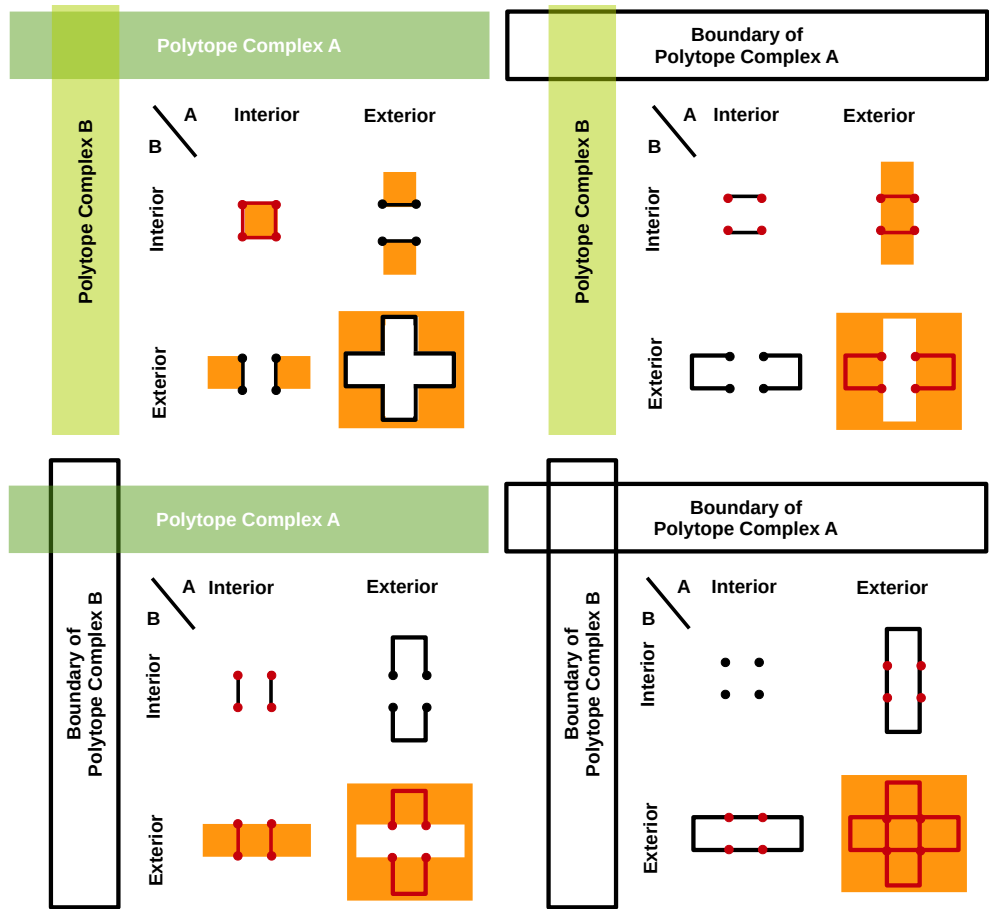 Polytope Complex A
Polytope Complex B
A
B
Interior
Exterior
Interior
Exterior
Boundary of
Polytope Complex A
Polytope Complex B
A
B
Interior
Exterior
Interior
Exterior
Polytope Complex A
Boundary of
Polytope Complex B
A
B
Interior
Exterior
Interior
Exterior
Boundary of
Polytope Complex A
Boundary of
Polytope Complex B
A
B
Interior
Exterior
Interior
Exterior